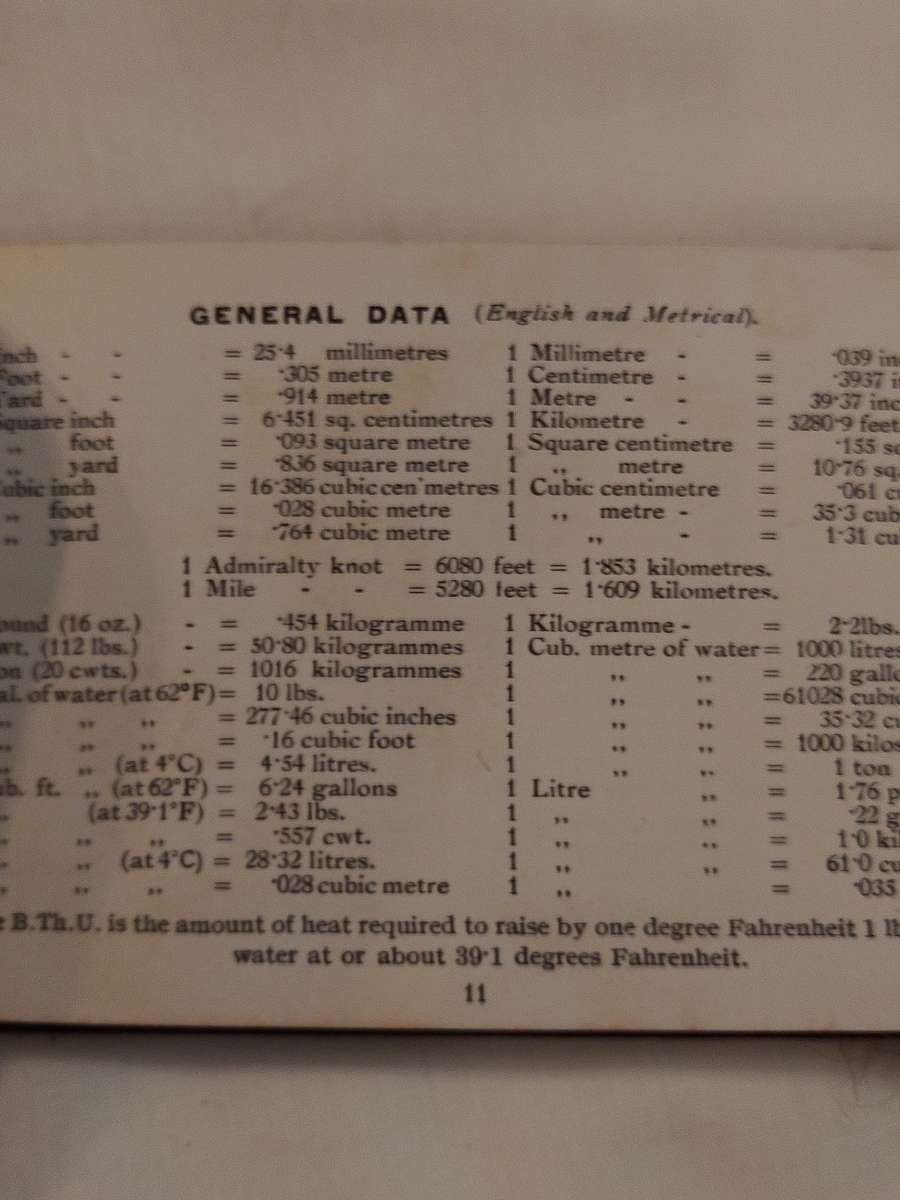 GENERAL DATA (English and Metrical).
inch - - = 25·4 millimetres 1 Millimetre - = ·039 in
Foot - - = ·305 metre 1 Centimetre - = ·3937 i
Yard - - = ·914 metre 1 Metre - - = 39·37 inc
Square inch = 6·451 sq. centimetres 1 Kilometre - = 3280·9 feet
„ foot = ·093 square metre 1 Square centimetre = ·155 sq
„ yard = ·836 square metre 1 „ metre = 10·76 sq.
Cubic inch = 16·386 cubic cen'metres 1 Cubic centimetre = ·061 cu
„ foot = ·028 cubic metre 1 „ metre - = 35·3 cub
„ yard = ·764 cubic metre 1 „ - = 1·31 cu
1 Admiralty knot = 6080 feet = 1·853 kilometres.
1 Mile - - = 5280 feet = 1·609 kilometres.
ound (16 oz.) - = ·454 kilogramme 1 Kilogramme - = 2·2lbs.
wt. (112 lbs.) - = 50·80 kilogrammes 1 Cub. metre of water = 1000 litres
on (20 cwts.) - = 1016 kilogrammes 1 „ „ = 220 gallo
al. of water (at 62°F) = 10 lbs. 1 „ „ = 61028 cubic
„ „ „ = 277·46 cubic inches 1 „ „ = 35·32 cu
„ „ „ = ·16 cubic foot 1 „ „ = 1000 kilos
„ „ (at 4°C) = 4·54 litres. 1 „ „ = 1 ton
ub. ft. „ (at 62°F) = 6·24 gallons 1 Litre „ = 1·76 p
„ (at 39·1°F) = 2·43 lbs. 1 „ „ = ·22 g
„ „ „ = ·557 cwt. 1 „ „ = 1·0 kil
„ „ (at 4°C) = 28·32 litres. 1 „ „ = 61·0 cu
„ „ „ = ·028 cubic metre 1 „ = ·035
B.Th.U. is the amount of heat required to raise by one degree Fahrenheit 1 lb
water at or about 39·1 degrees Fahrenheit.
11